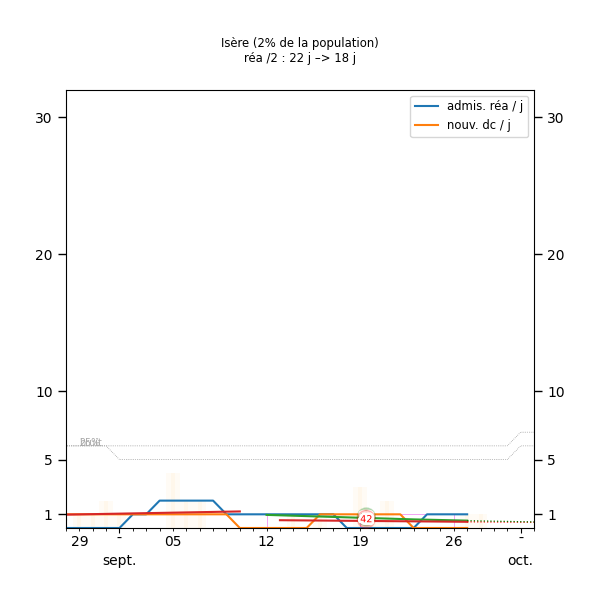 Isère (2% de la population)
réa /2 : 22 j –> 18 j
admis. réa / j
nouv. dc / j
30 30
20 20
10 10
5 5
1 1
42
29 - 05 12 19 26 -
sept. oct.